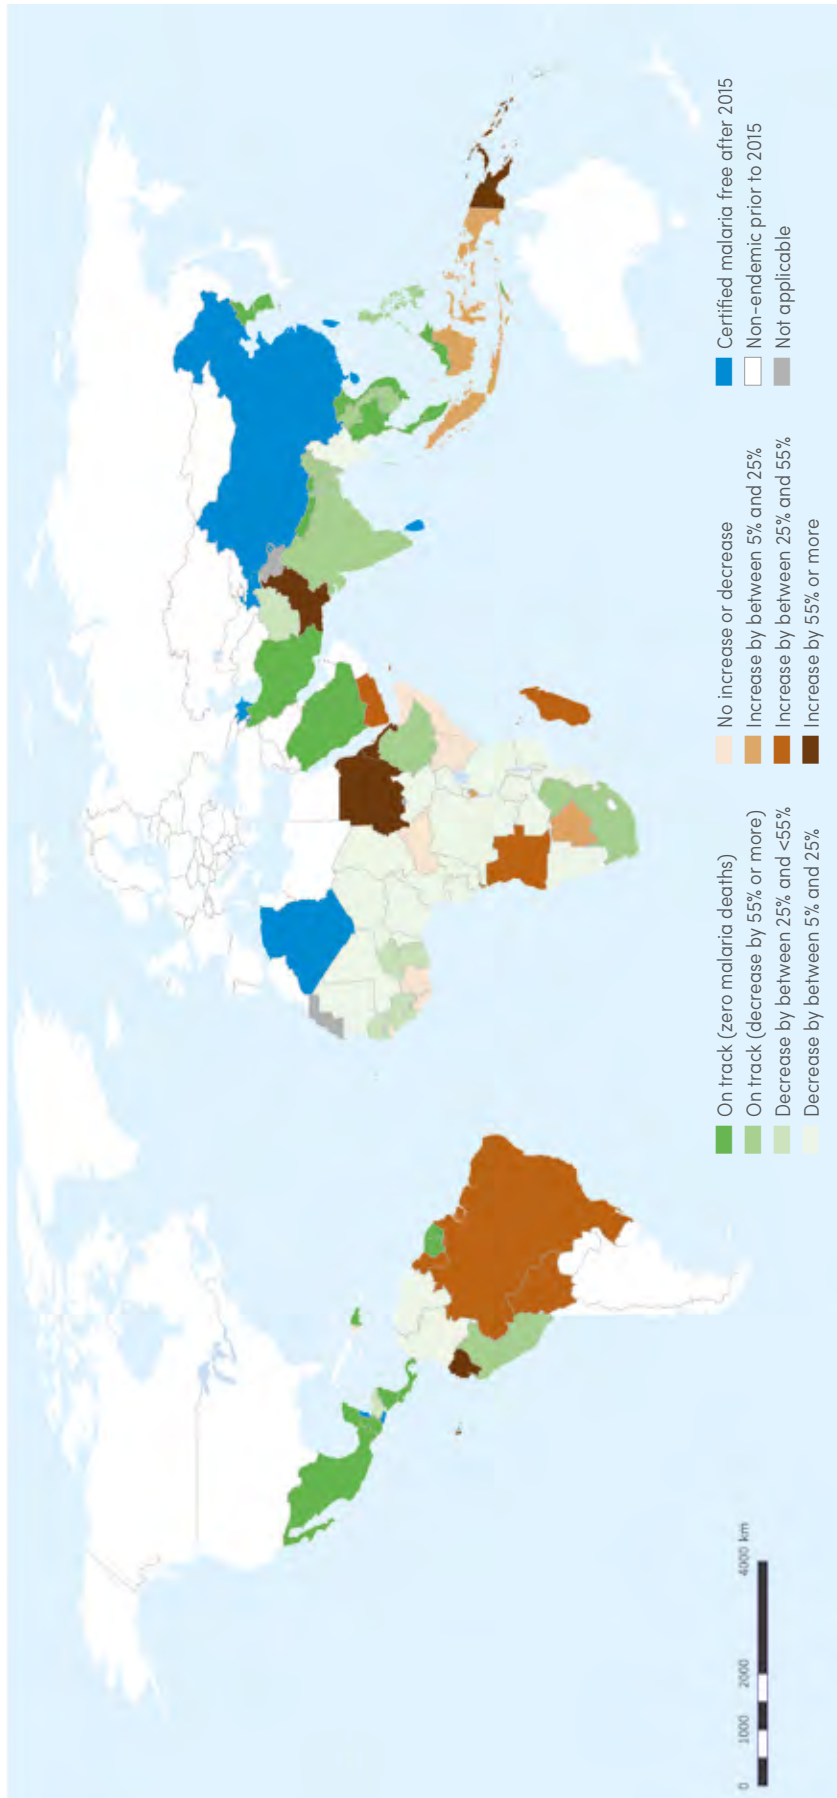 On track (zero malaria deaths)
On track (decrease by 55% or more)
Decrease by between 25% and <55%
Decrease by between 5% and 25%
No increase or decrease
Increase by between 5% and 25%
Increase by between 25% and 55%
Increase by 55% or more
Certified malaria free after 2015
Non-endemic prior to 2015
Not applicable
0 1000 2000 4000 km